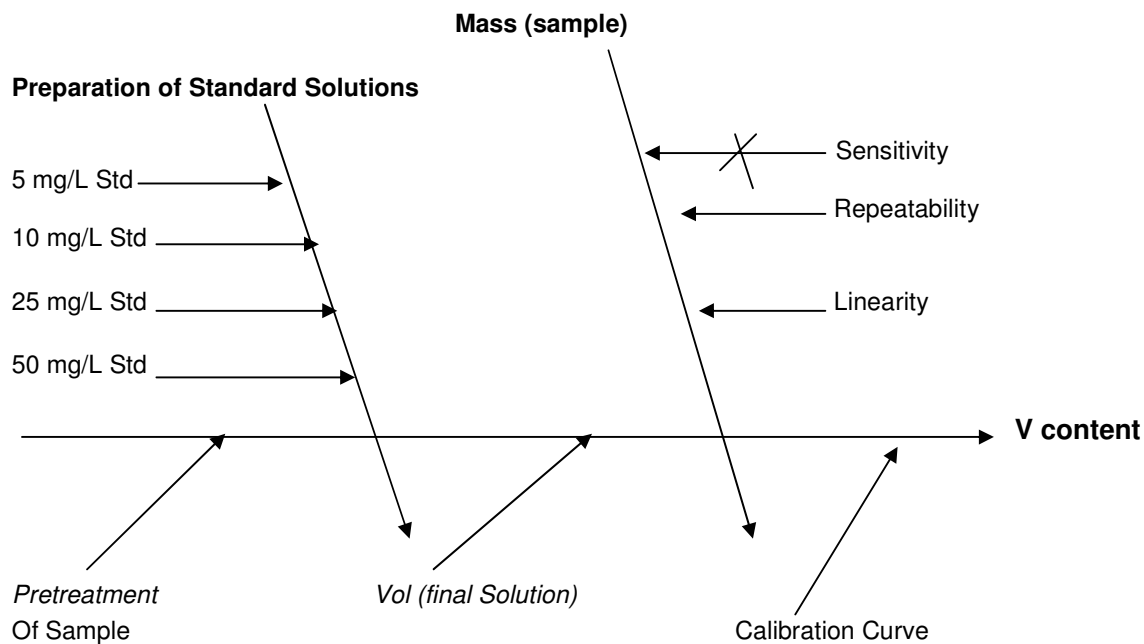 Mass (sample)
Preparation of Standard Solutions
Sensitivity
5 mg/L Std
Repeatability
10 mg/L Std
25 mg/L Std
Linearity
50 mg/L Std
V content
Pretreatment
Of Sample
Vol (final Solution)
Calibration Curve